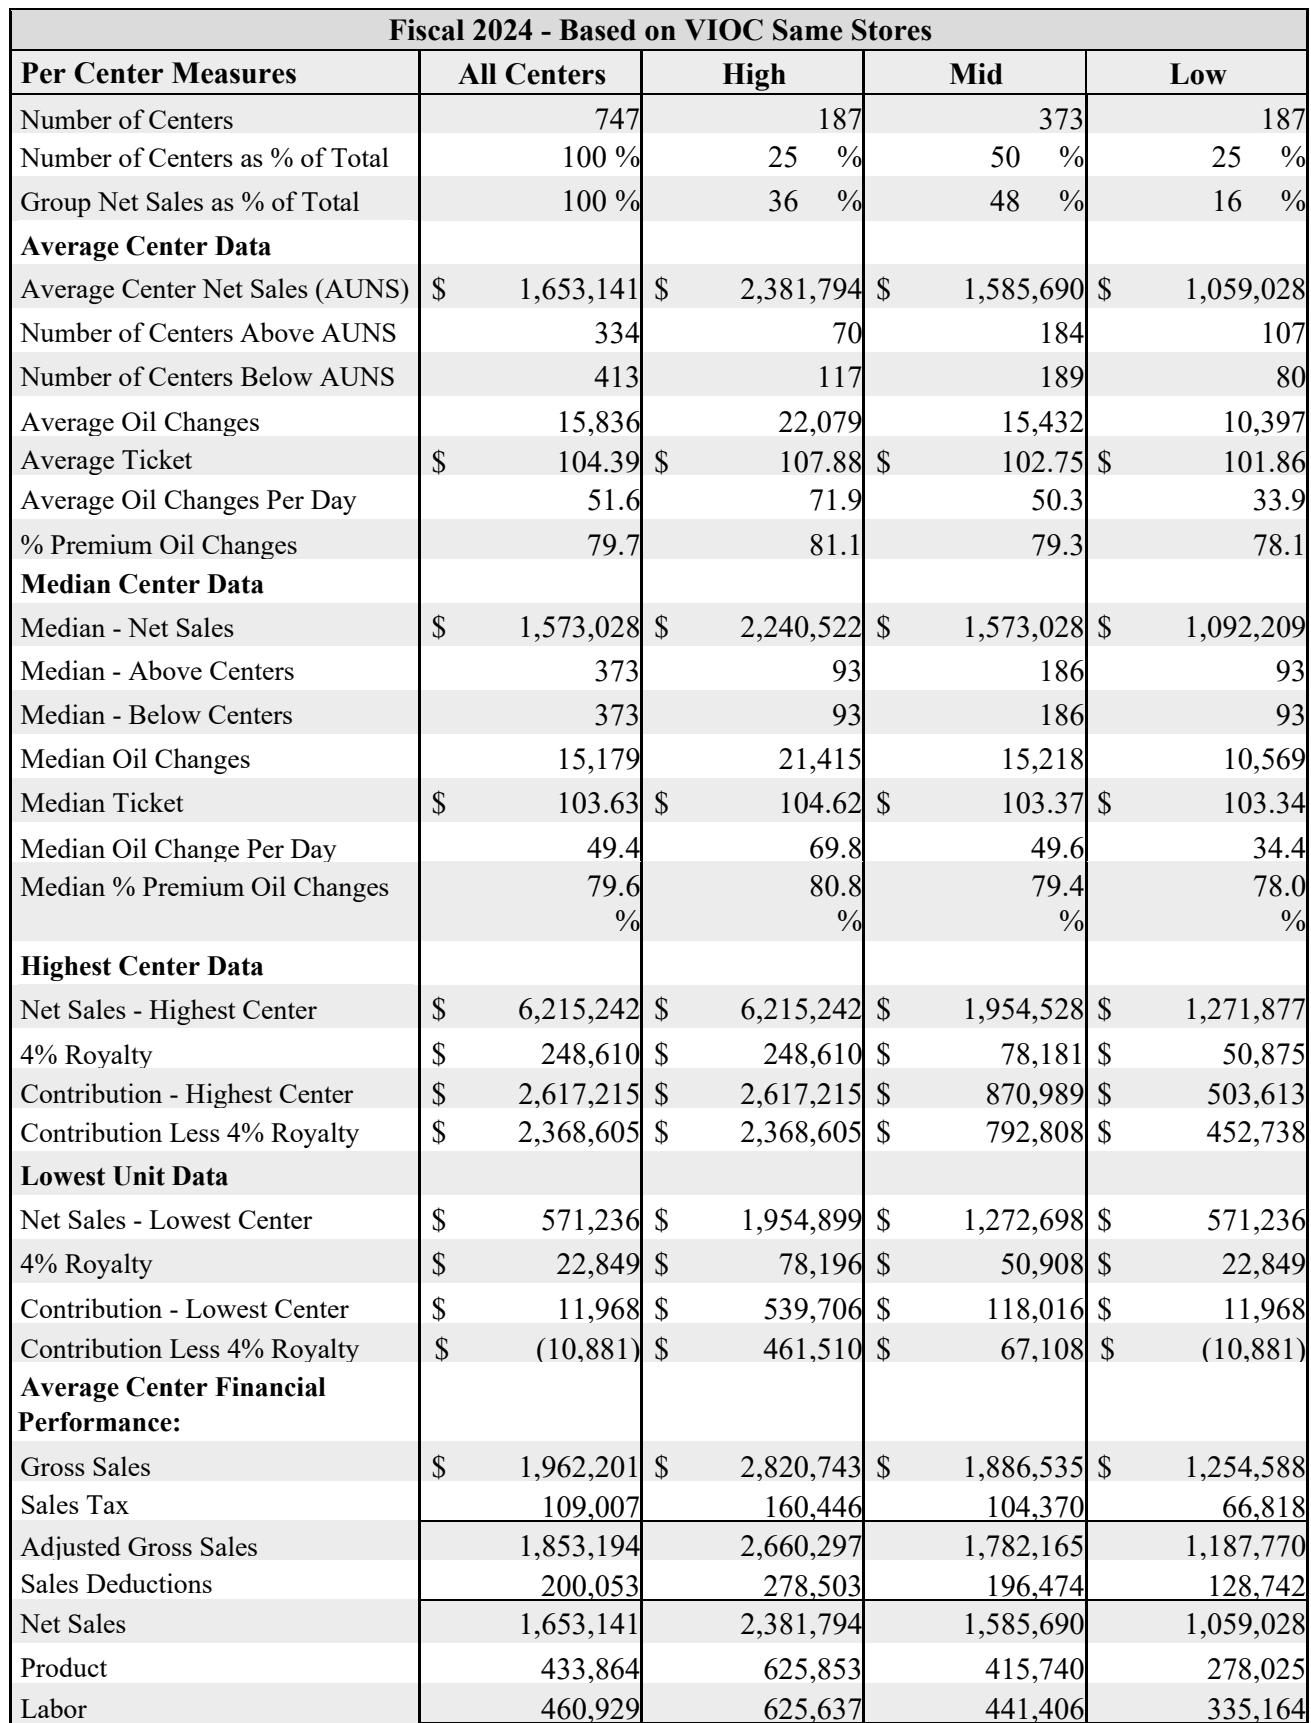 Fiscal 2024 - Based on VIOC Same Stores
Per Center Measures All Centers High Mid Low
Number of Centers 747 187 373 187
Number of Centers as % of Total 100 % 25 % 50 % 25 %
Group Net Sales as % of Total 100 % 36 % 48 % 16 %
Average Center Data
Average Center Net Sales (AUNS) $ 1,653,141 $ 2,381,794 $ 1,585,690 $ 1,059,028
Number of Centers Above AUNS 334 70 184 107
Number of Centers Below AUNS 413 117 189 80
Average Oil Changes 15,836 22,079 15,432 10,397
Average Ticket $ 104.39 $ 107.88 $ 102.75 $ 101.86
Average Oil Changes Per Day 51.6 71.9 50.3 33.9
% Premium Oil Changes 79.7 81.1 79.3 78.1
Median Center Data
Median - Net Sales $ 1,573,028 $ 2,240,522 $ 1,573,028 $ 1,092,209
Median - Above Centers 373 93 186 93
Median - Below Centers 373 93 186 93
Median Oil Changes 15,179 21,415 15,218 10,569
Median Ticket $ 103.63 $ 104.62 $ 103.37 $ 103.34
Median Oil Change Per Day 49.4 69.8 49.6 34.4
Median % Premium Oil Changes 79.6 80.8 79.4 78.0
% % % %
Highest Center Data
Net Sales - Highest Center $ 6,215,242 $ 6,215,242 $ 1,954,528 $ 1,271,877
4% Royalty $ 248,610 $ 248,610 $ 78,181 $ 50,875
Contribution - Highest Center $ 2,617,215 $ 2,617,215 $ 870,989 $ 503,613
Contribution Less 4% Royalty $ 2,368,605 $ 2,368,605 $ 792,808 $ 452,738
Lowest Unit Data
Net Sales - Lowest Center $ 571,236 $ 1,954,899 $ 1,272,698 $ 571,236
4% Royalty $ 22,849 $ 78,196 $ 50,908 $ 22,849
Contribution - Lowest Center $ 11,968 $ 539,706 $ 118,016 $ 11,968
Contribution Less 4% Royalty $ (10,881) $ 461,510 $ 67,108 $ (10,881)
Average Center Financial
Performance:
Gross Sales $ 1,962,201 $ 2,820,743 $ 1,886,535 $ 1,254,588
Sales Tax 109,007 160,446 104,370 66,818
Adjusted Gross Sales 1,853,194 2,660,297 1,782,165 1,187,770
Sales Deductions 200,053 278,503 196,474 128,742
Net Sales 1,653,141 2,381,794 1,585,690 1,059,028
Product 433,864 625,853 415,740 278,025
Labor 460,929 625,637 441,406 335,164